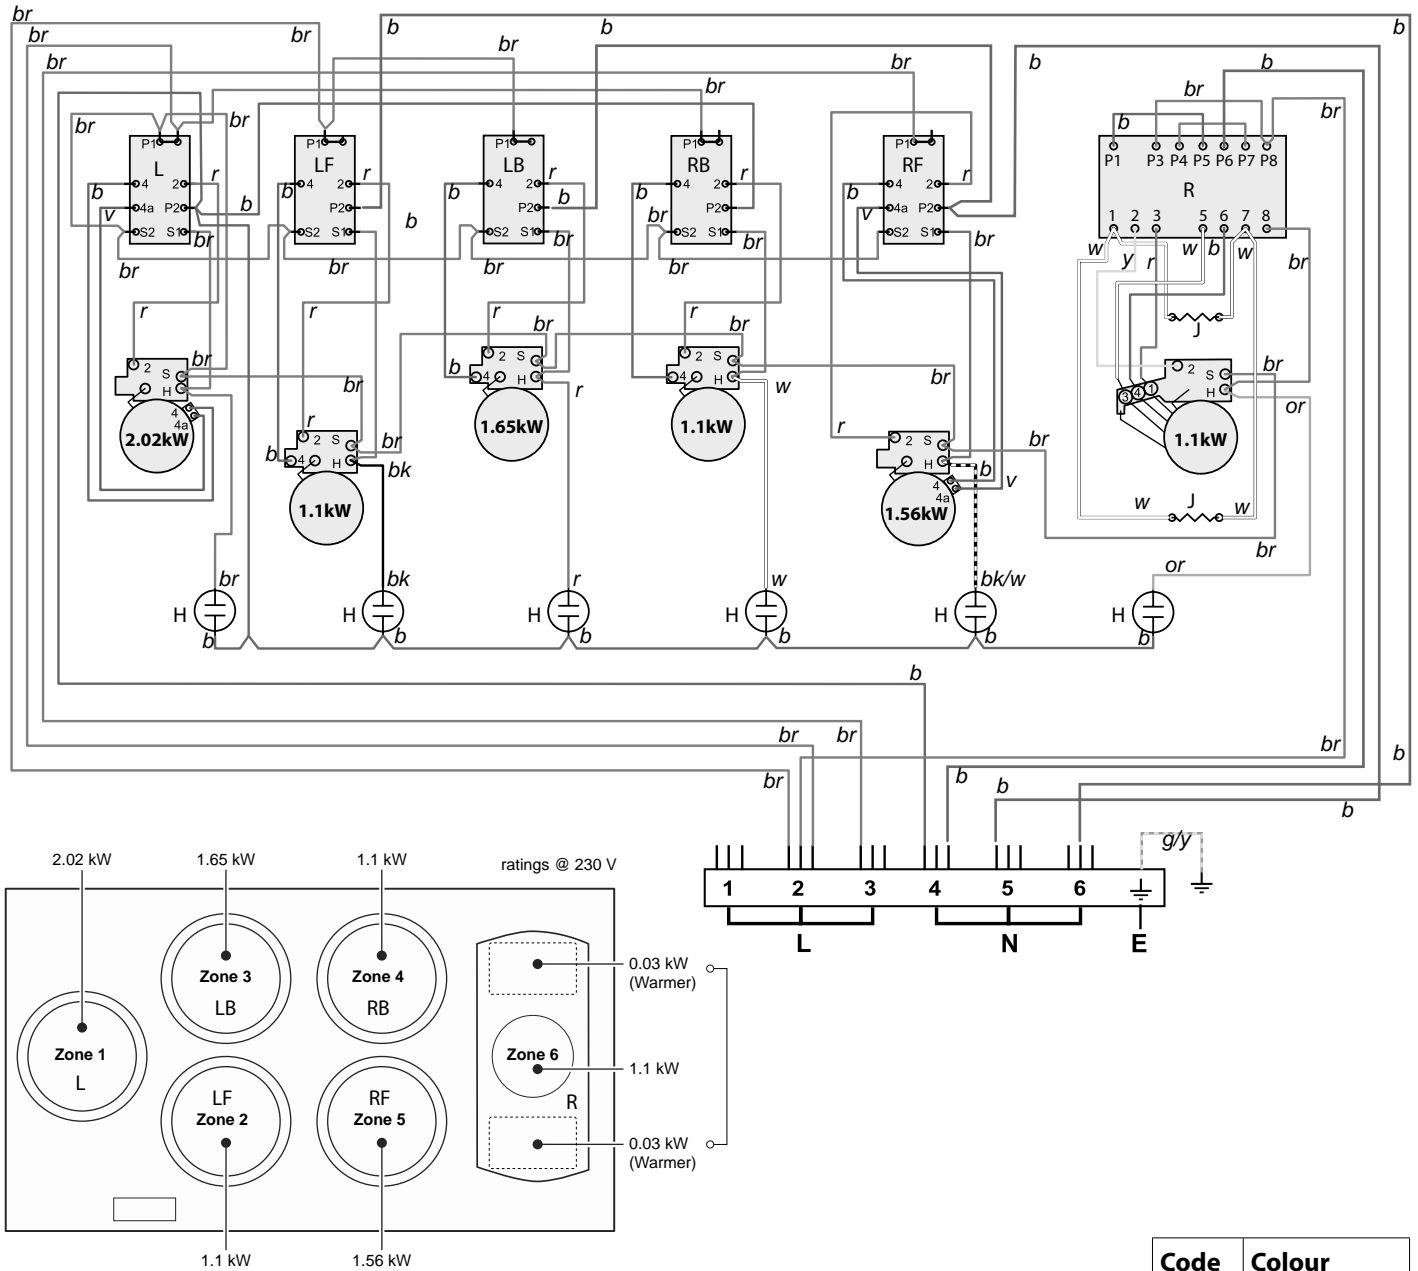 br
br b b b
br br
br br b
br br b
br br
br b br
P1 P1 P1 P1 P1
P1 P3 P4 P5 P6 P7 P8
L LF LB RB RF R
b 4 2 r b 4 2 r b 4 2 r 4 2 r b 4 2 r
v 4a P2 b P2 b P2 b br P2 v 4a P2
S2 S1 br S2 S1 S2 S1 S2 S1 S2 S1 br
1 2 3 5 6 7 8
w y r w b w br
br br br br
r r r br r br
J
2 S br br
H
4 H r
4 H w
br
2 S br
H or
3 4 1
4
4a
2.02kW
1.65kW
1.1kW
1.1kW
r
2 S br
b 4 H bk
r 2 S br
H b
4
4a v
1.1kW
1.56kW
w J w
br
or
br bk r w bk/w
H H H H H H
b b b b b b
b
br br br b
br b b
b
g/y
1 2 3 4 5 6
L N E
2.02 kW 1.65 kW 1.1 kW ratings @ 230 V
Zone 3 Zone 4
LB RB
0.03 kW
(Warmer)
Zone 1
L
Zone 6
1.1 kW
R
LF RF
Zone 2 Zone 5
0.03 kW
(Warmer)
1.1 kW 1.56 kW
Code Colour